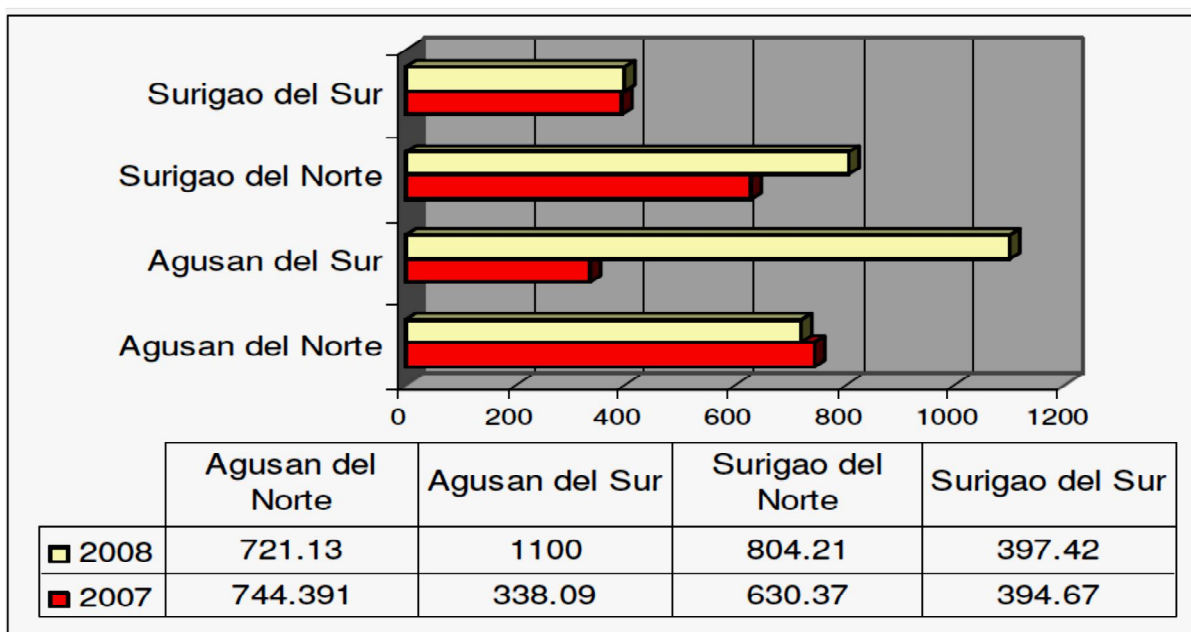 Surigao del Sur
Surigao del Norte
Agusan del Sur
Agusan del Norte
0 200 400 600 800 1000 1200
Agusan del Norte Agusan del Sur Surigao del Norte Surigao del Sur
2008 721.13 1100 804.21 397.42
2007 744.391 338.09 630.37 394.67